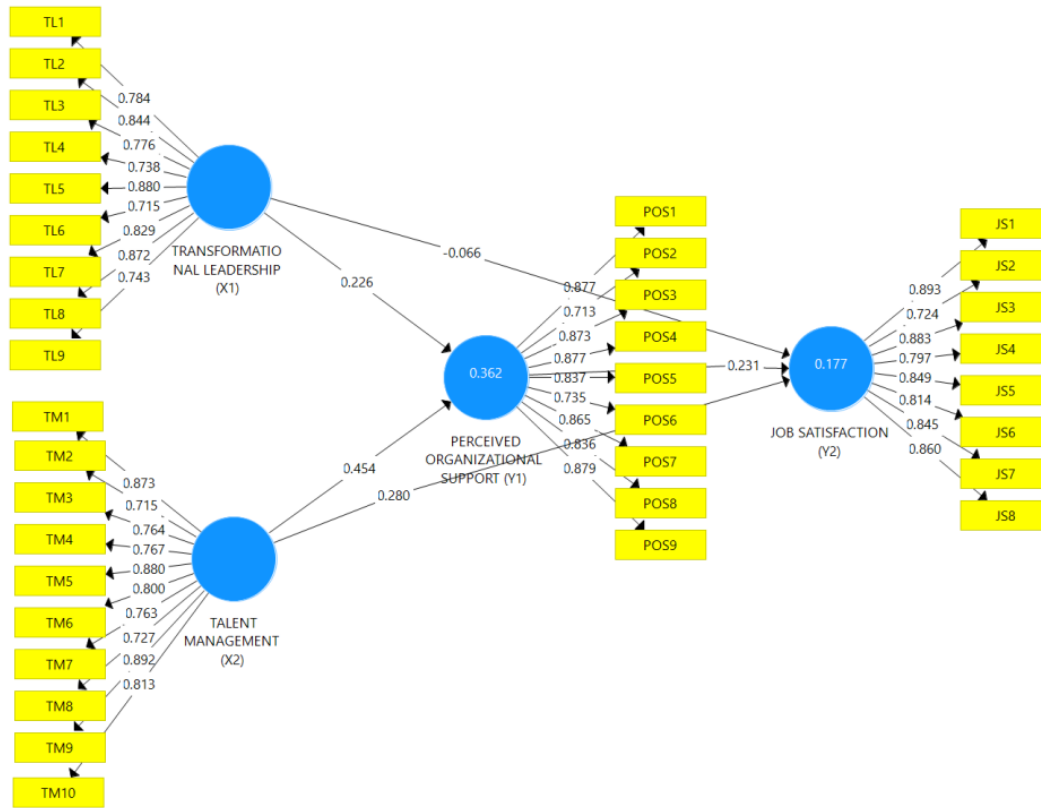 TL1
TL2
TL3
TL4
TL5
TL6
TL7
TL8
TL9
0.784
0.844
0.776
0.738
0.880
0.715
0.829
0.872
0.743
TRANSFORMATIO
NAL LEADERSHIP
(X1)
-0.066
0.226
TM1
TM2
TM3
TM4
TM5
TM6
TM7
TM8
TM9
TM10
0.873
0.715
0.764
0.767
0.880
0.800
0.763
0.727
0.892
0.813
TALENT
MANAGEMENT
(X2)
0.454
0.280
0.362
PERCEIVED
ORGANIZATIONAL
SUPPORT (Y1)
0.877
0.713
0.873
0.877
0.837
0.735
0.865
0.836
0.879
POS1
POS2
POS3
POS4
POS5
POS6
POS7
POS8
POS9
0.231
0.177
JOB SATISFACTION
(Y2)
0.893
0.724
0.883
0.797
0.849
0.814
0.845
0.860
JS1
JS2
JS3
JS4
JS5
JS6
JS7
JS8